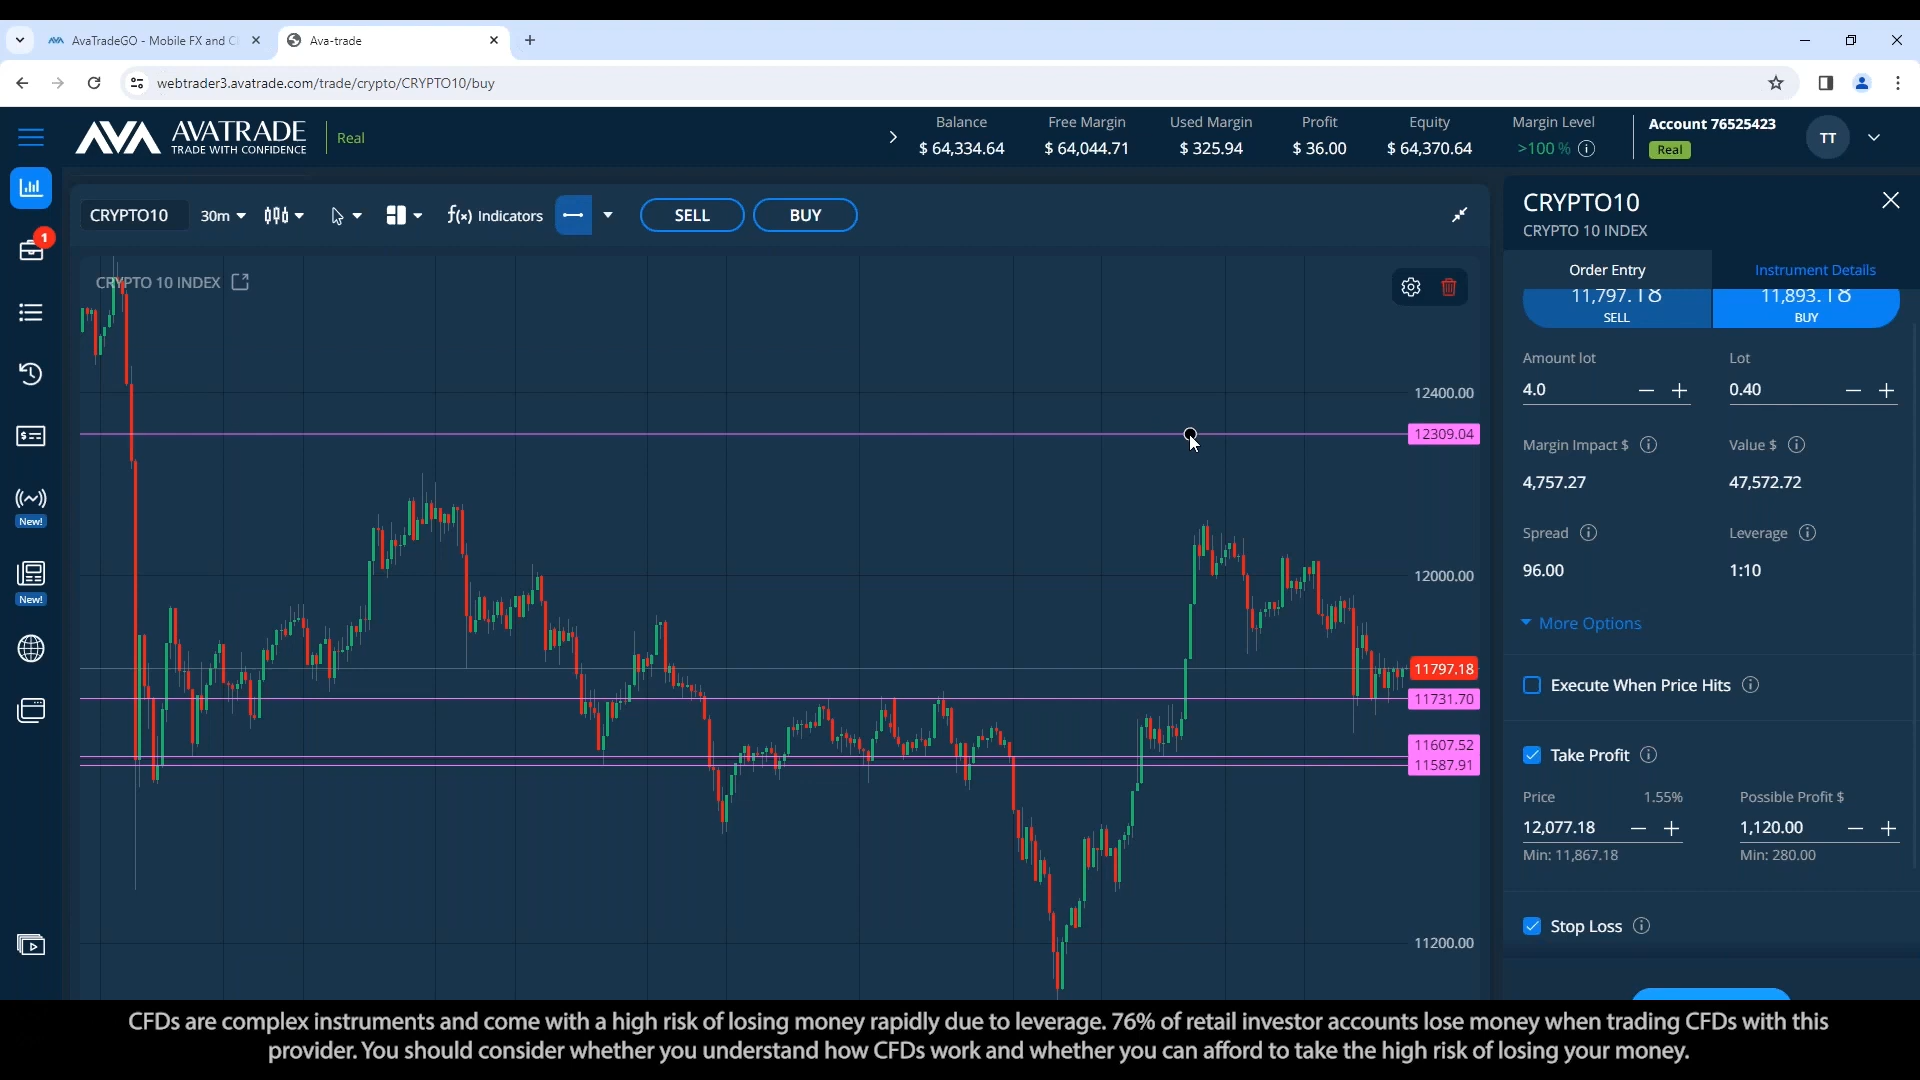 AvaTradeGO - Mobile FX and C
Ava-trade
webtrader3.avatrade.com/trade/crypto/CRYPTO10/buy
AVA AVATRADE
TRADE WITH CONFIDENCE
Real
Balance
$ 64,334.64
Free Margin
$ 64,044.71
Used Margin
$ 325.94
Profit
$ 36.00
Equity
$ 64,370.64
Margin Level
>100 %
Account 76525423
Real
TT
CRYPTO10
30m
f(x) Indicators
SELL
BUY
1
New!
New!
CRYPTO 10 INDEX
12400.00
12309.04
12000.00
11797.18
11731.70
11607.52
11587.91
11200.00
CRYPTO10
CRYPTO 10 INDEX
Order Entry
Instrument Details
11,797.18
SELL
11,893.18
BUY
Amount lot
4.0
Lot
0.40
Margin Impact $
4,757.27
Value $
47,572.72
Spread
96.00
Leverage
1:10
More Options
Execute When Price Hits
Take Profit
Price 1.55%
12,077.18
Min: 11,867.18
Possible Profit $
1,120.00
Min: 280.00
Stop Loss
CFDs are complex instruments and come with a high risk of losing money rapidly due to leverage. 76% of retail investor accounts lose money when trading CFDs with this
provider. You should consider whether you understand how CFDs work and whether you can afford to take the high risk of losing your money.